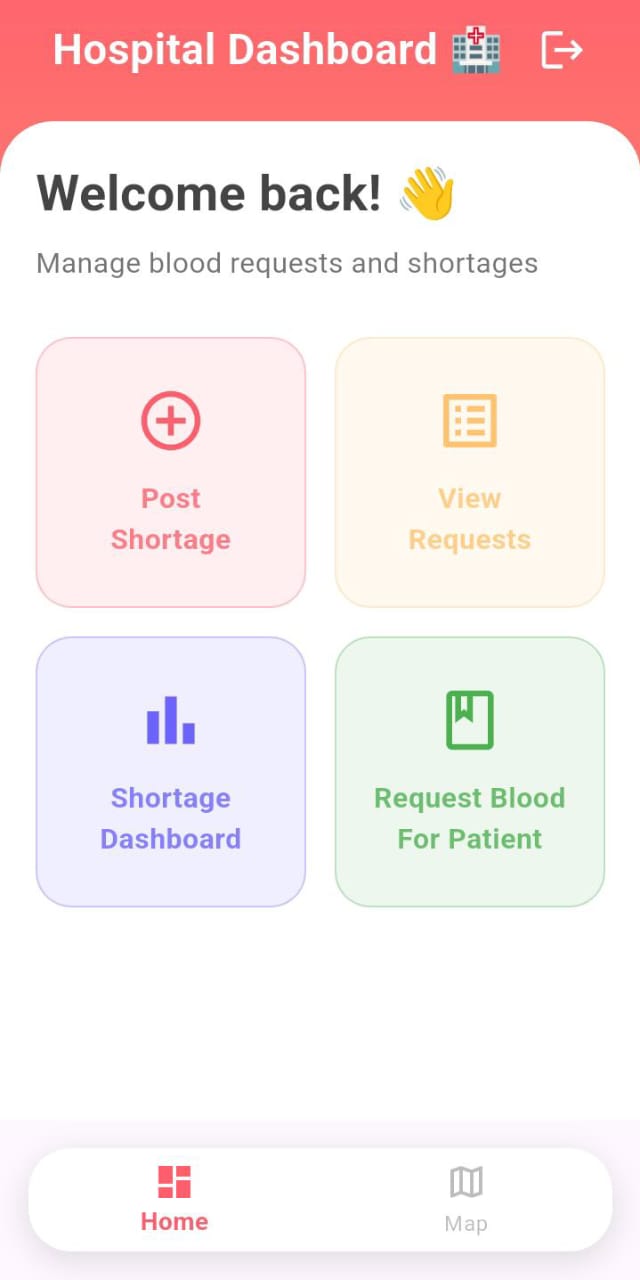 Hospital Dashboard 🏥
Welcome back! 👋
Manage blood requests and shortages
Post
Shortage
View
Requests
Shortage
Dashboard
Request Blood
For Patient
Home
Map